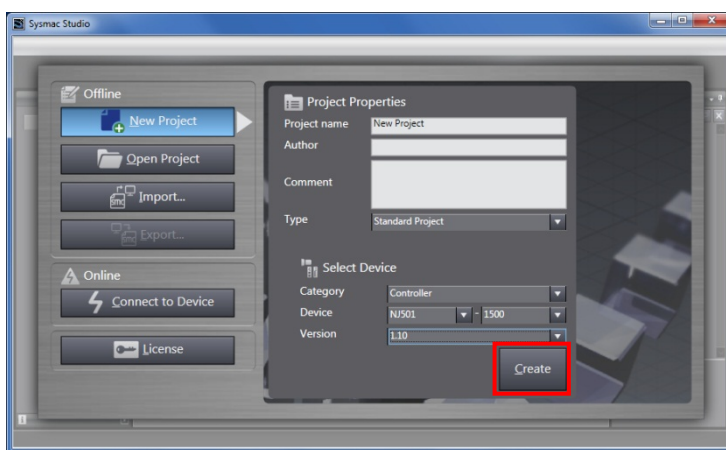 Sysmac Studio
Offline
New Project
Open Project
Import...
Export...
Online
Connect to Device
License
Project Properties
Project name New Project
Author
Comment
Type Standard Project
Select Device
Category Controller
Device NJ501 - 1500
Version 1.10
Create